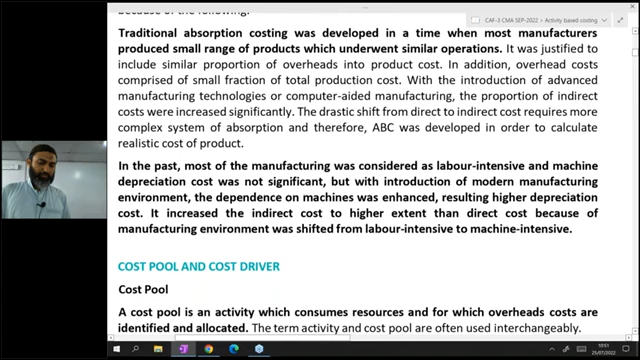 because of the following.
CAF-3 CMA SEP-2022 / Activity based costing
Traditional absorption costing was developed in a time when most manufacturers
produced small range of products which underwent similar operations. It was justified to
include similar proportion of overheads into product cost. In addition, overhead costs
comprised of small fraction of total production cost. With the introduction of advanced
manufacturing technologies or computer-aided manufacturing, the proportion of indirect
costs were increased significantly. The drastic shift from direct to indirect cost requires more
complex system of absorption and therefore, ABC was developed in order to calculate
realistic cost of product.
In the past, most of the manufacturing was considered as labour-intensive and machine
depreciation cost was not significant, but with introduction of modern manufacturing
environment, the dependence on machines was enhanced, resulting higher depreciation
cost. It increased the indirect cost to higher extent than direct cost because of
manufacturing environment was shifted from labour-intensive to machine-intensive.
COST POOL AND COST DRIVER
Cost Pool
A cost pool is an activity which consumes resources and for which overheads costs are
identified and allocated. The term activity and cost pool are often used interchangeably.
10:51
25/07/2022